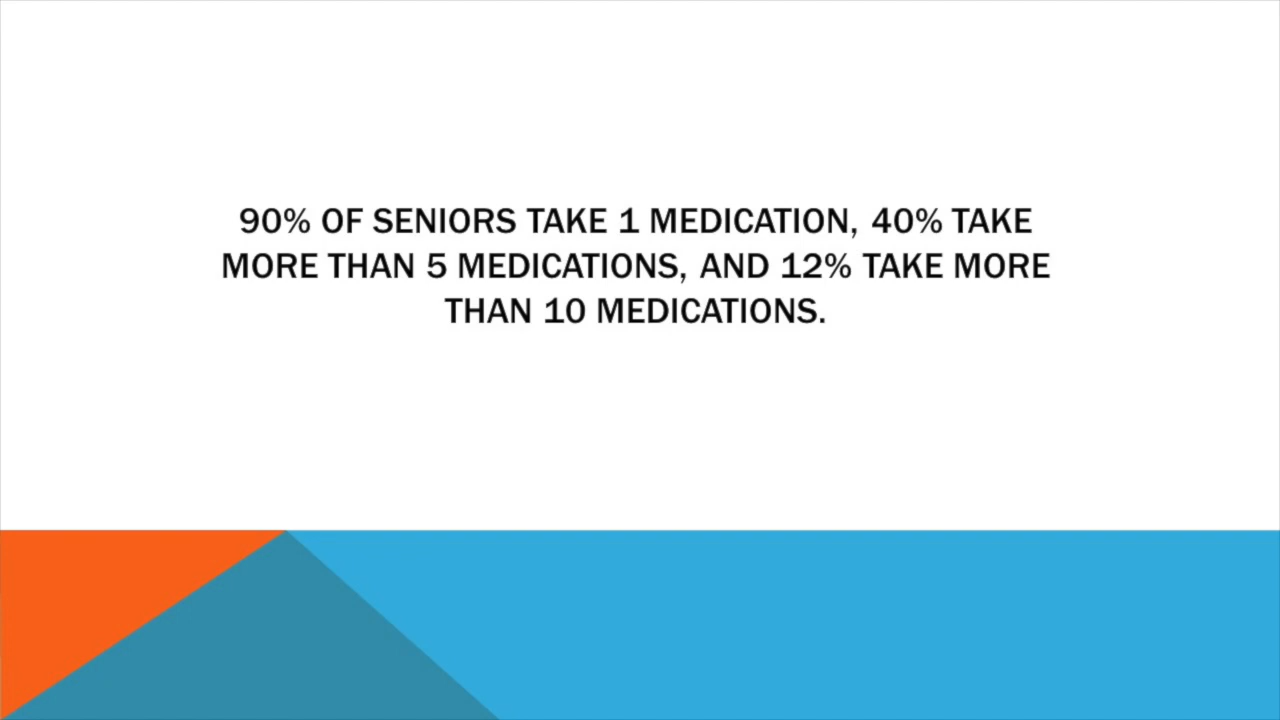 90% OF SENIORS TAKE 1 MEDICATION, 40% TAKE
MORE THAN 5 MEDICATIONS, AND 12% TAKE MORE
THAN 10 MEDICATIONS.